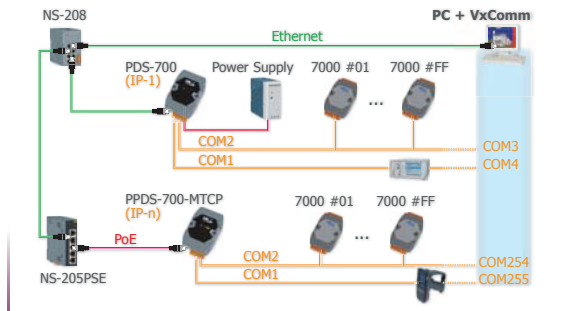 NS-208
PC + VxComm
Ethernet
PDS-700
(IP-1)
Power Supply
7000 #01
7000 #FF
...
COM2
COM3
COM1
COM4
PPDS-700-MTCP
(IP-n)
7000 #01
7000 #FF
...
PoE
NS-205PSE
COM2
COM254
COM1
COM255